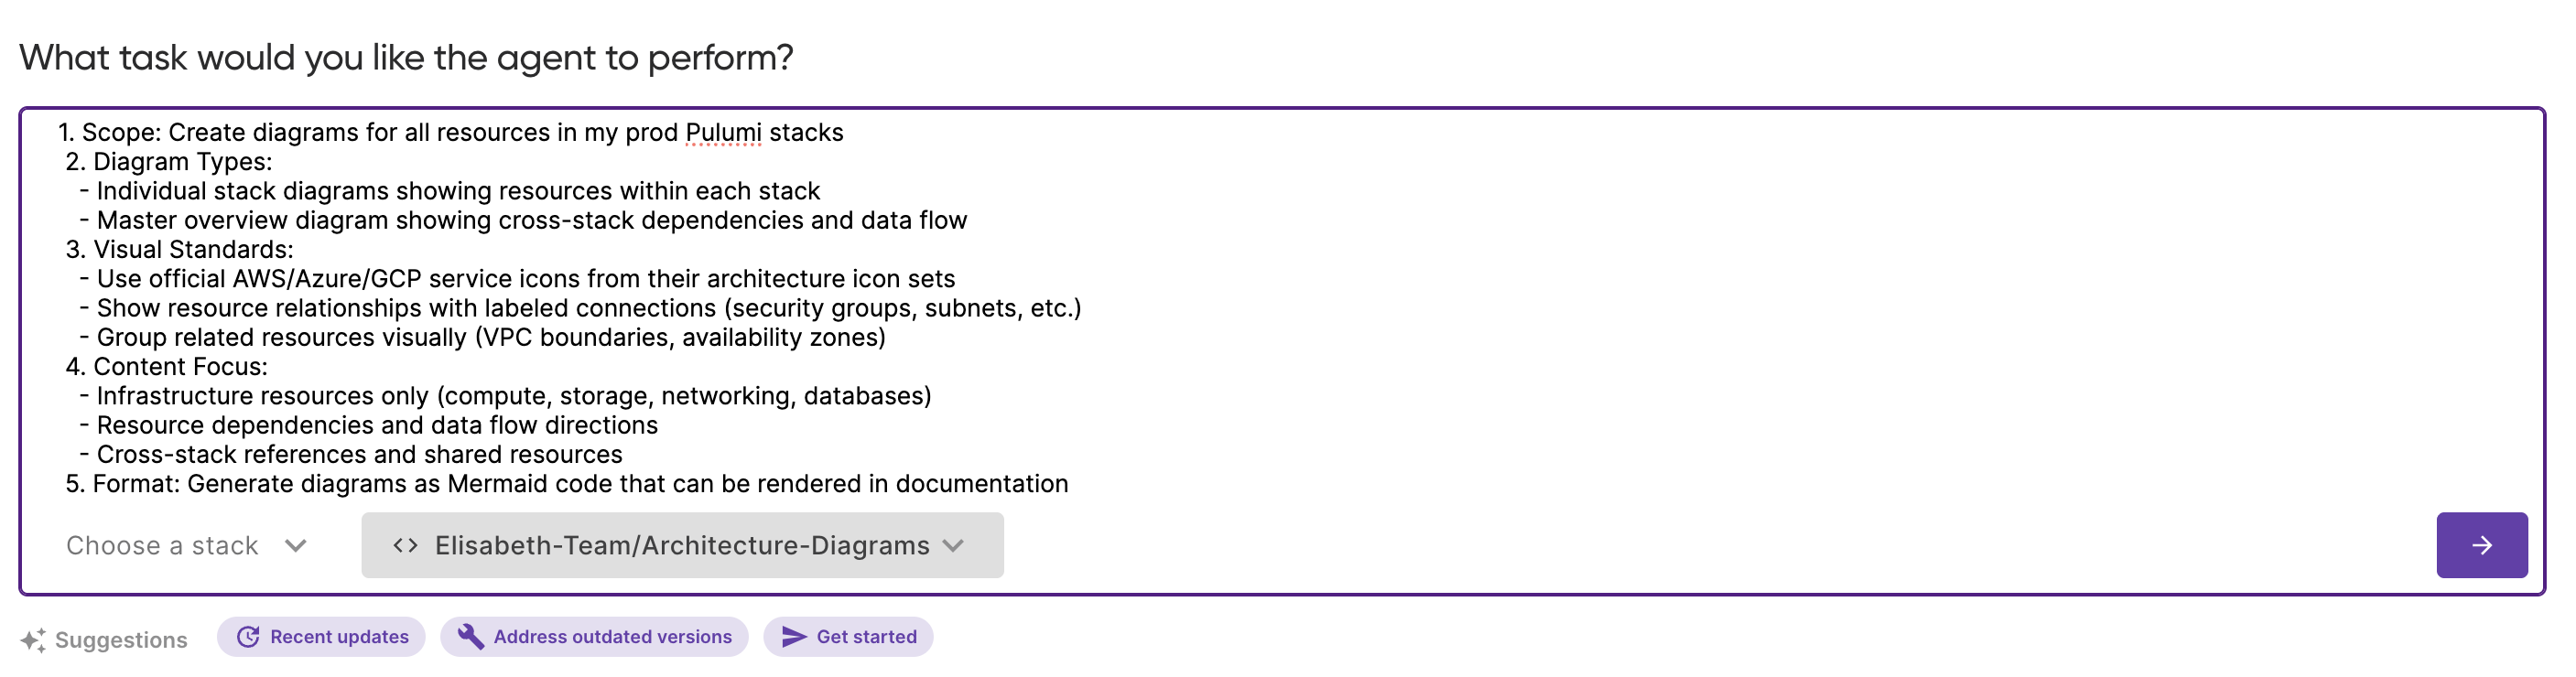 What task would you like the agent to perform?
1. Scope: Create diagrams for all resources in my prod Pulumi stacks
2. Diagram Types:
- Individual stack diagrams showing resources within each stack
- Master overview diagram showing cross-stack dependencies and data flow
3. Visual Standards:
- Use official AWS/Azure/GCP service icons from their architecture icon sets
- Show resource relationships with labeled connections (security groups, subnets, etc.)
- Group related resources visually (VPC boundaries, availability zones)
4. Content Focus:
- Infrastructure resources only (compute, storage, networking, databases)
- Resource dependencies and data flow directions
- Cross-stack references and shared resources
5. Format: Generate diagrams as Mermaid code that can be rendered in documentation
Choose a stack <> Elisabeth-Team/Architecture-Diagrams
Suggestions Recent updates Address outdated versions Get started